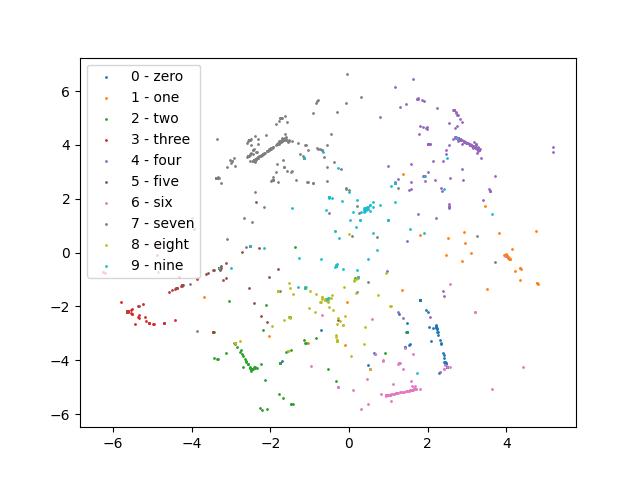 0 - zero
1 - one
2 - two
3 - three
4 - four
5 - five
6 - six
7 - seven
8 - eight
9 - nine
6
4
2
0
−2
−4
−6
−6 −4 −2 0 2 4